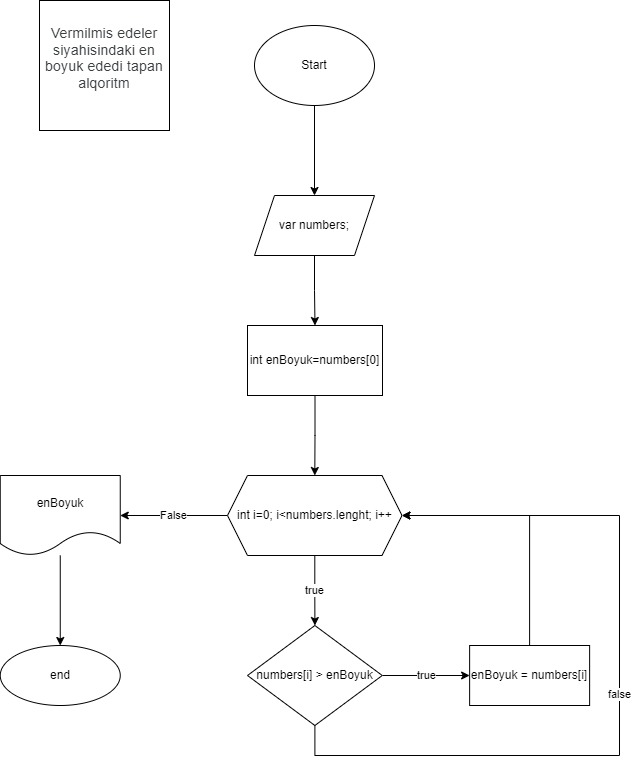 Vermilmis edeler
siyahisindaki en
boyuk ededi tapan
alqoritm
Start
var numbers;
int enBoyuk=numbers[0]
enBoyuk
False
int i=0; i<numbers.lenght; i++
true
numbers[i] > enBoyuk
true
enBoyuk = numbers[i]
end
false